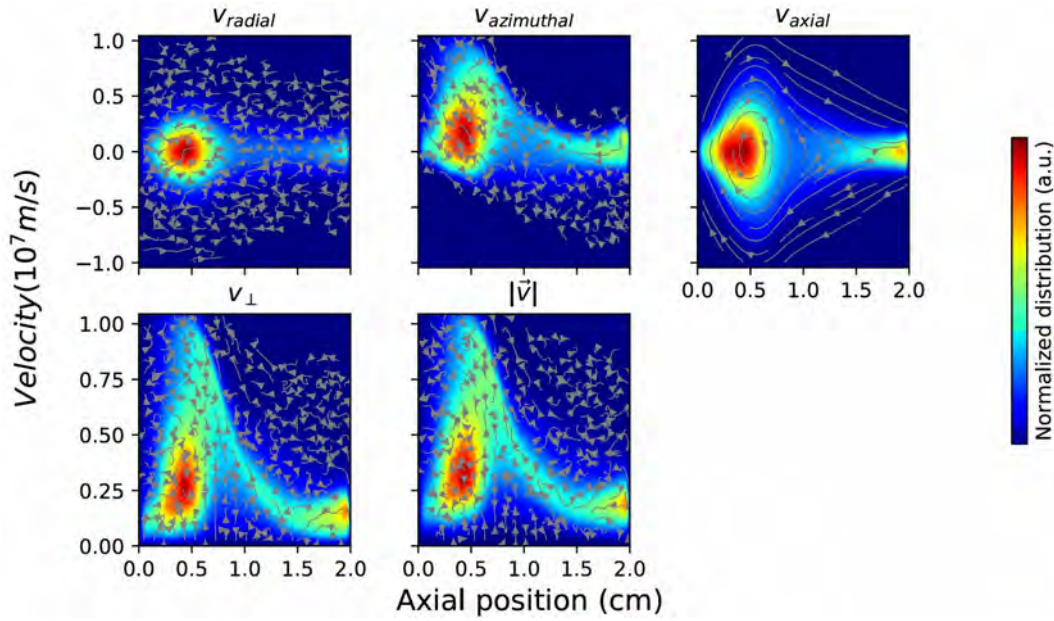 v_radial v_azimuthal v_axial
1.0
0.5
0.0
−0.5
−1.0
0.0 0.5 1.0 1.5 2.0
v_⊥ |v⃗|
1.00
0.75
0.50
0.25
0.00
0.0 0.5 1.0 1.5 2.0 0.0 0.5 1.0 1.5 2.0
Velocity(10⁷m/s)
Axial position (cm)
Normalized distribution (a.u.)